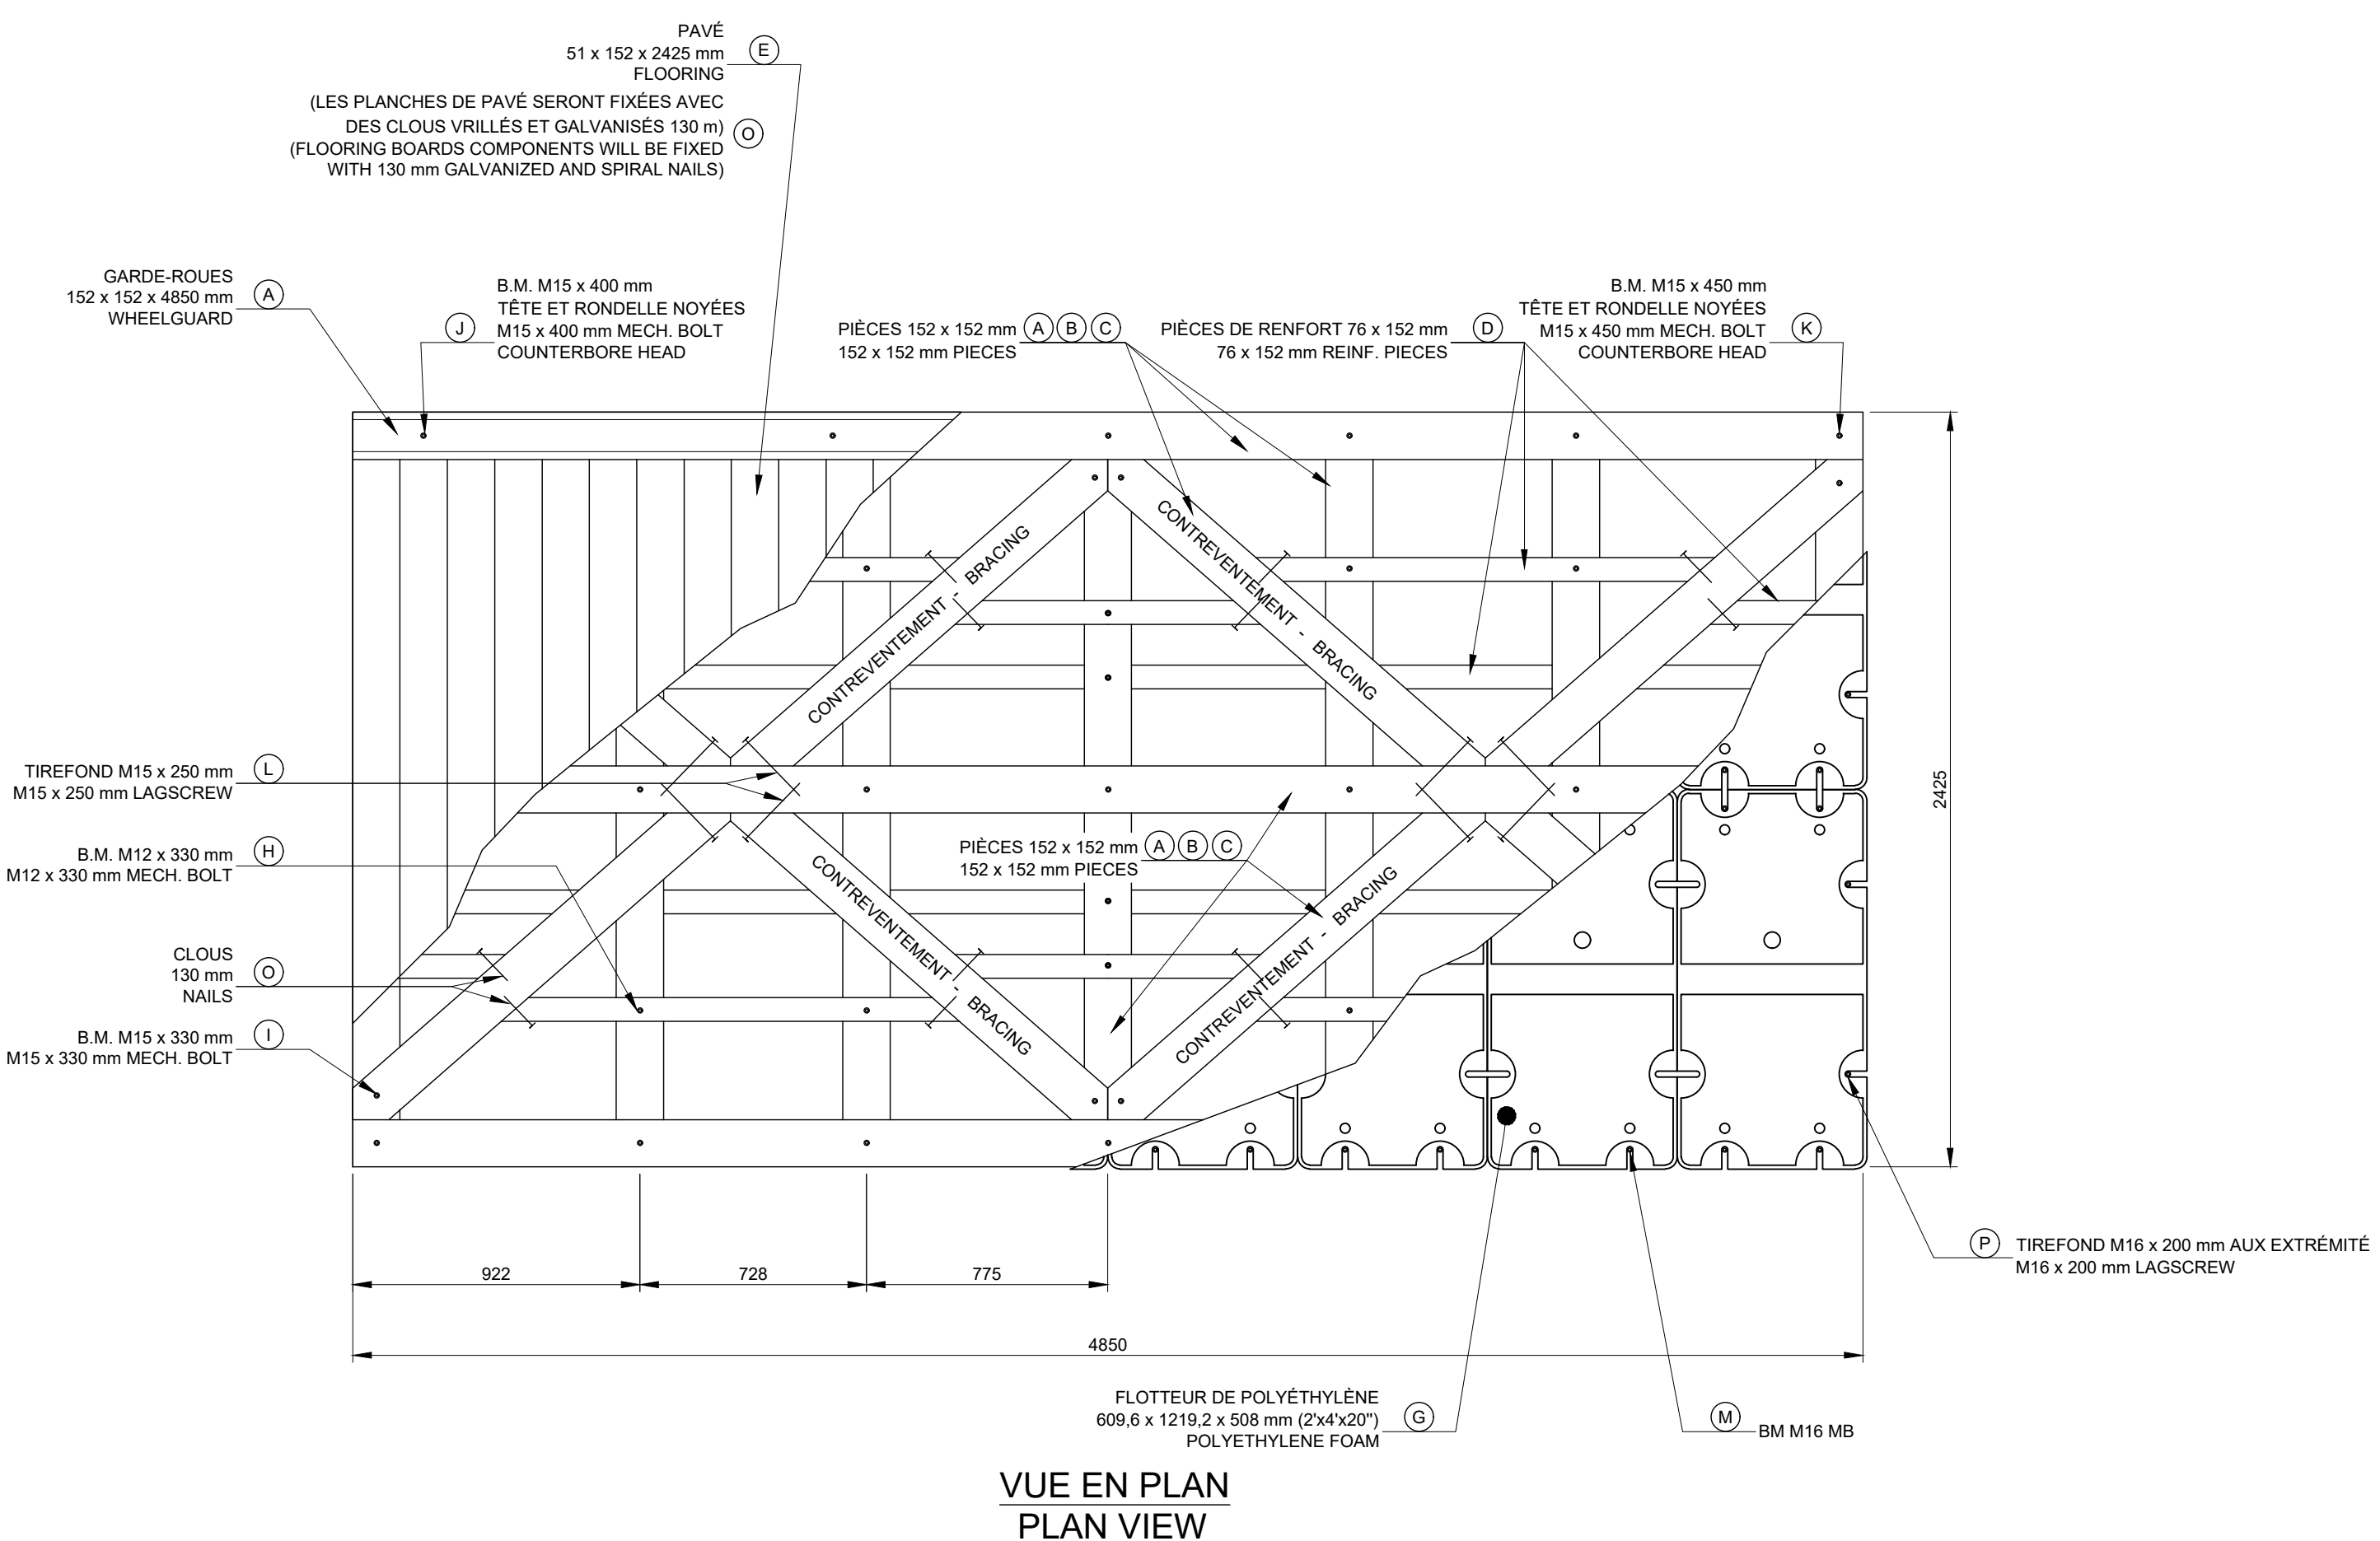 PAVÉ
51 x 152 x 2425 mm
FLOORING
E
(LES PLANCHES DE PAVÉ SERONT FIXÉES AVEC
DES CLOUS VRILLÉS ET GALVANISÉS 130 m)
(FLOORING BOARDS COMPONENTS WILL BE FIXED
WITH 130 mm GALVANIZED AND SPIRAL NAILS)
O
GARDE-ROUES
152 x 152 x 4850 mm
WHEELGUARD
A
J
B.M. M15 x 400 mm
TÊTE ET RONDELLE NOYÉES
M15 x 400 mm MECH. BOLT
COUNTERBORE HEAD
PIÈCES 152 x 152 mm
152 x 152 mm PIECES
A B C
PIÈCES DE RENFORT 76 x 152 mm
76 x 152 mm REINF. PIECES
D
B.M. M15 x 450 mm
TÊTE ET RONDELLE NOYÉES
M15 x 450 mm MECH. BOLT
COUNTERBORE HEAD
K
CONTREVENTEMENT - BRACING
CONTREVENTEMENT - BRACING
TIREFOND M15 x 250 mm
M15 x 250 mm LAGSCREW
L
2425
B.M. M12 x 330 mm
M12 x 330 mm MECH. BOLT
H
PIÈCES 152 x 152 mm
152 x 152 mm PIECES
A B C
CONTREVENTEMENT - BRACING
CONTREVENTEMENT - BRACING
CLOUS
130 mm
NAILS
O
B.M. M15 x 330 mm
M15 x 330 mm MECH. BOLT
I
P
TIREFOND M16 x 200 mm AUX EXTRÉMITÉ
M16 x 200 mm LAGSCREW
922
728
775
4850
FLOTTEUR DE POLYÉTHYLÈNE
609,6 x 1219,2 x 508 mm (2'x4'x20")
POLYETHYLENE FOAM
G
M
BM M16 MB
VUE EN PLAN
PLAN VIEW